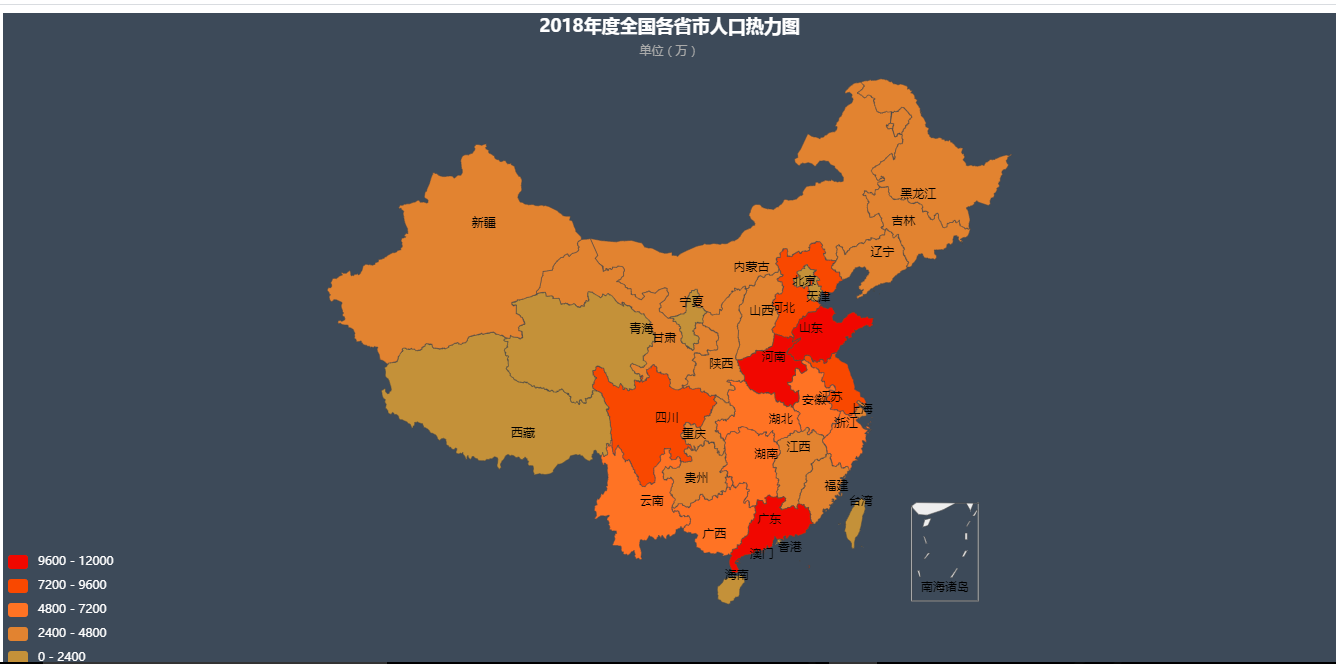 2018年度全国各省市人口热力图
单位（万）
黑龙江
吉林
新疆
辽宁
内蒙古
北京
天津
宁夏
山西
河北
青海
甘肃
山东
河南
陕西
安徽
江苏
上海
四川
湖北
浙江
西藏
重庆
江西
湖南
贵州
福建
云南
台湾
广东
广西
香港
澳门
海南
南海诸岛
9600 - 12000
7200 - 9600
4800 - 7200
2400 - 4800
0 - 2400